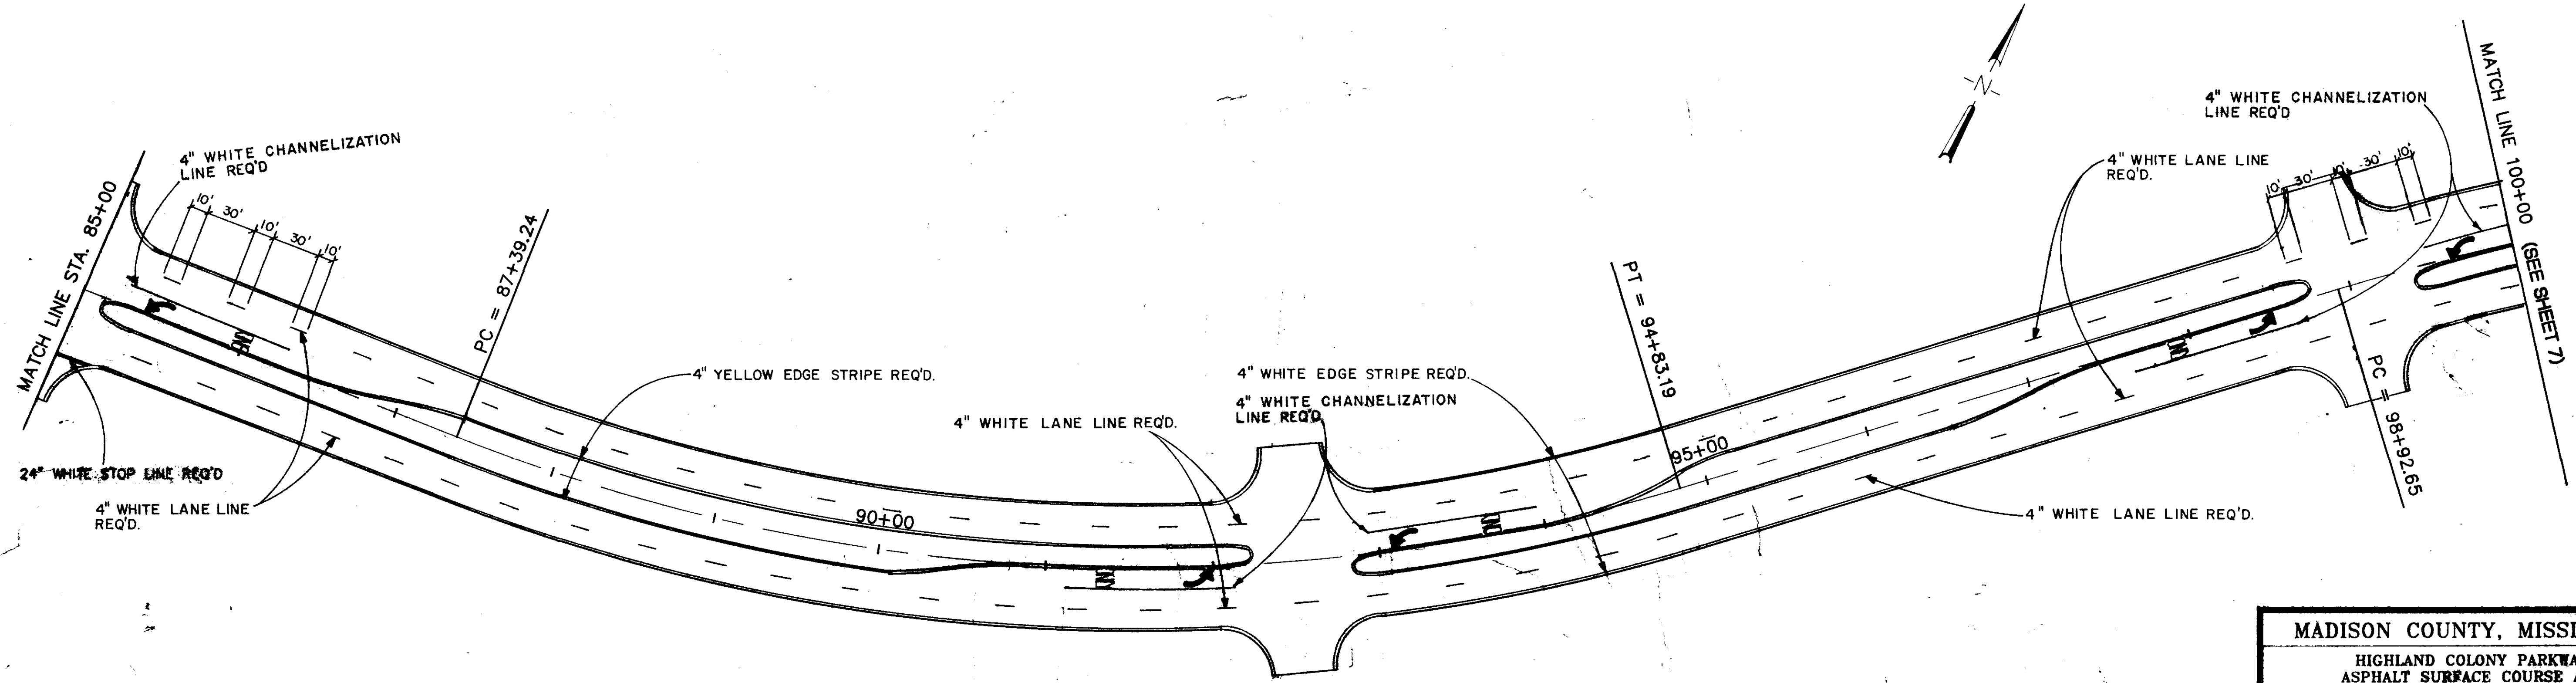 MATCH LINE STA. 85+00
4" WHITE CHANNELIZATION
LINE REQ'D
10' 30' 10' 30' 10'
PC = 87+39.24
24" WHITE STOP LINE REQ'D
4" WHITE LANE LINE
REQ'D.
ONLY
4" YELLOW EDGE STRIPE REQ'D.
90+00
4" WHITE LANE LINE REQ'D.
ONLY
4" WHITE EDGE STRIPE REQ'D.
4" WHITE CHANNELIZATION
LINE REQ'D.
ONLY
PT = 94+83.19
95+00
N
4" WHITE LANE LINE
REQ'D.
4" WHITE LANE LINE REQ'D.
ONLY
4" WHITE CHANNELIZATION
LINE REQ'D
10' 30' 10' 30' 10'
PC = 98+92.65
MATCH LINE 100+00 (SEE SHEET 7)
MADISON COUNTY, MISSI
HIGHLAND COLONY PARKWA
ASPHALT SURFACE COURSE A